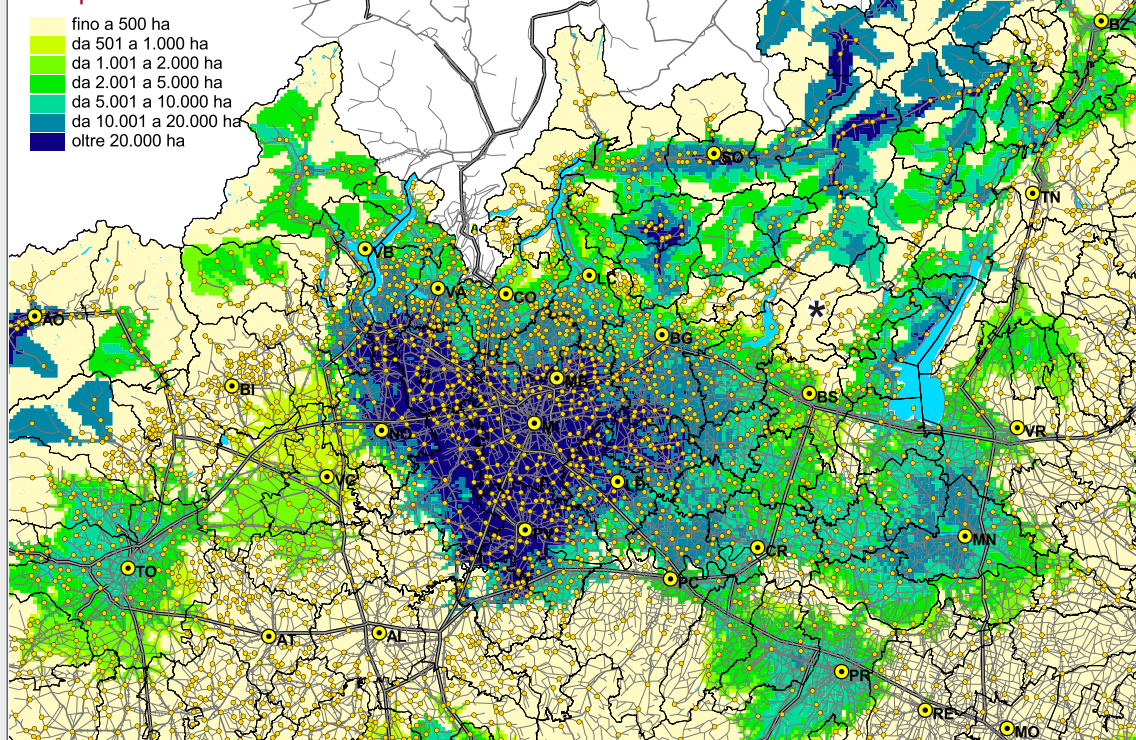 fino a 500 ha
da 501 a 1.000 ha
da 1.001 a 2.000 ha
da 2.001 a 5.000 ha
da 5.001 a 10.000 ha
da 10.001 a 20.000 ha
oltre 20.000 ha
BZ
SO
TN
VB
VA
CO
AO
*
BG
MB
BI
BS
MI
NO
VR
VC
PV
MN
CR
TO
PC
AT
AL
PR
RE
MO